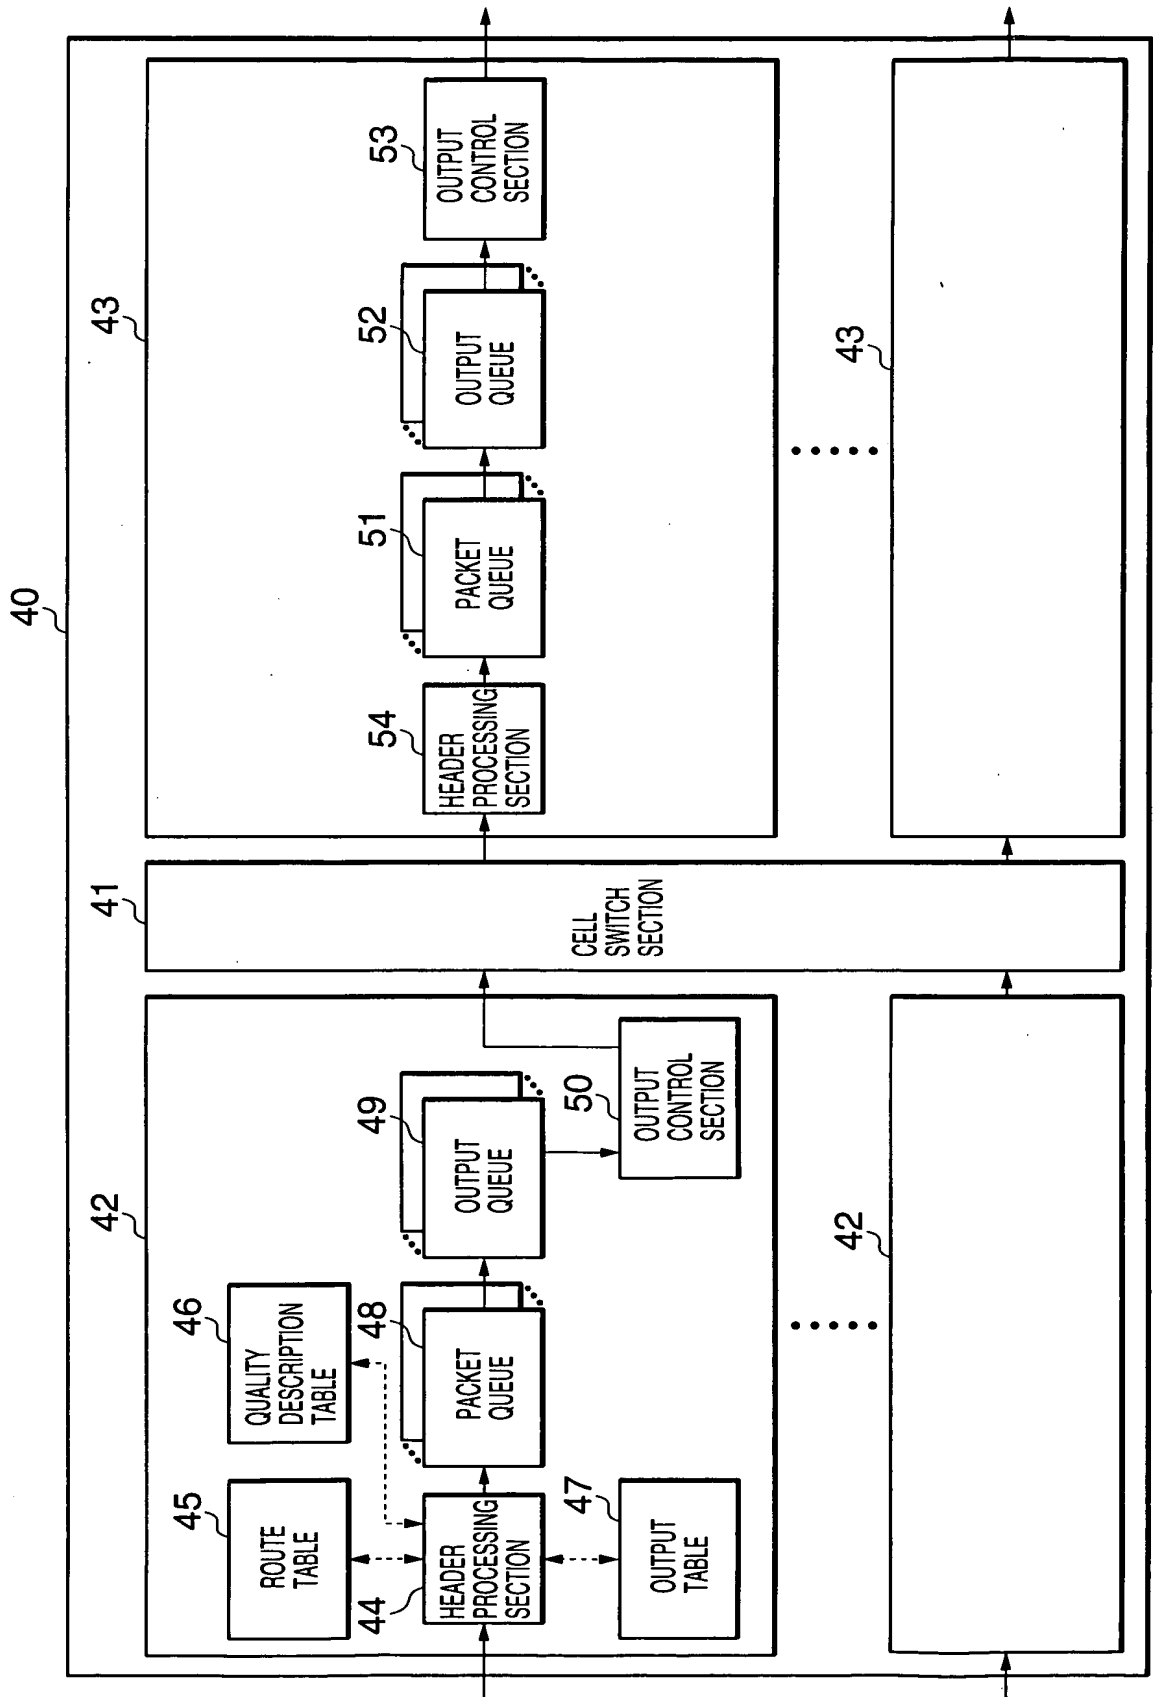 40
42
45
ROUTE
TABLE
46
QUALITY
DESCRIPTION
TABLE
44
HEADER
PROCESSING
SECTION
48
PACKET
QUEUE
49
OUTPUT
QUEUE
47
OUTPUT
TABLE
50
OUTPUT
CONTROL
SECTION
41
CELL
SWITCH
SECTION
43
54
HEADER
PROCESSING
SECTION
51
PACKET
QUEUE
52
OUTPUT
QUEUE
53
OUTPUT
CONTROL
SECTION
42
43